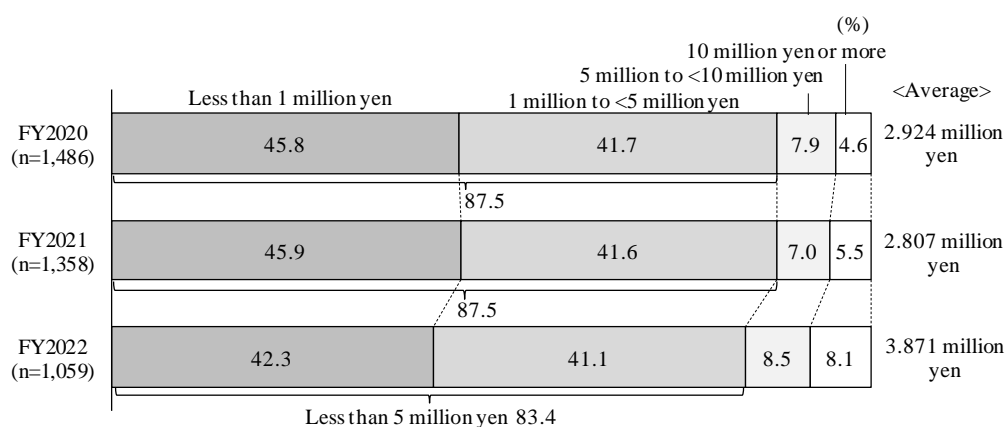 (%)
10 million yen or more
5 million to <10 million yen
Less than 1 million yen
1 million to <5 million yen
<Average>
FY2020
(n=1,486)
45.8
41.7
7.9
4.6
2.924 million
yen
87.5
FY2021
(n=1,358)
45.9
41.6
7.0
5.5
2.807 million
yen
87.5
FY2022
(n=1,059)
42.3
41.1
8.5
8.1
3.871 million
yen
Less than 5 million yen 83.4